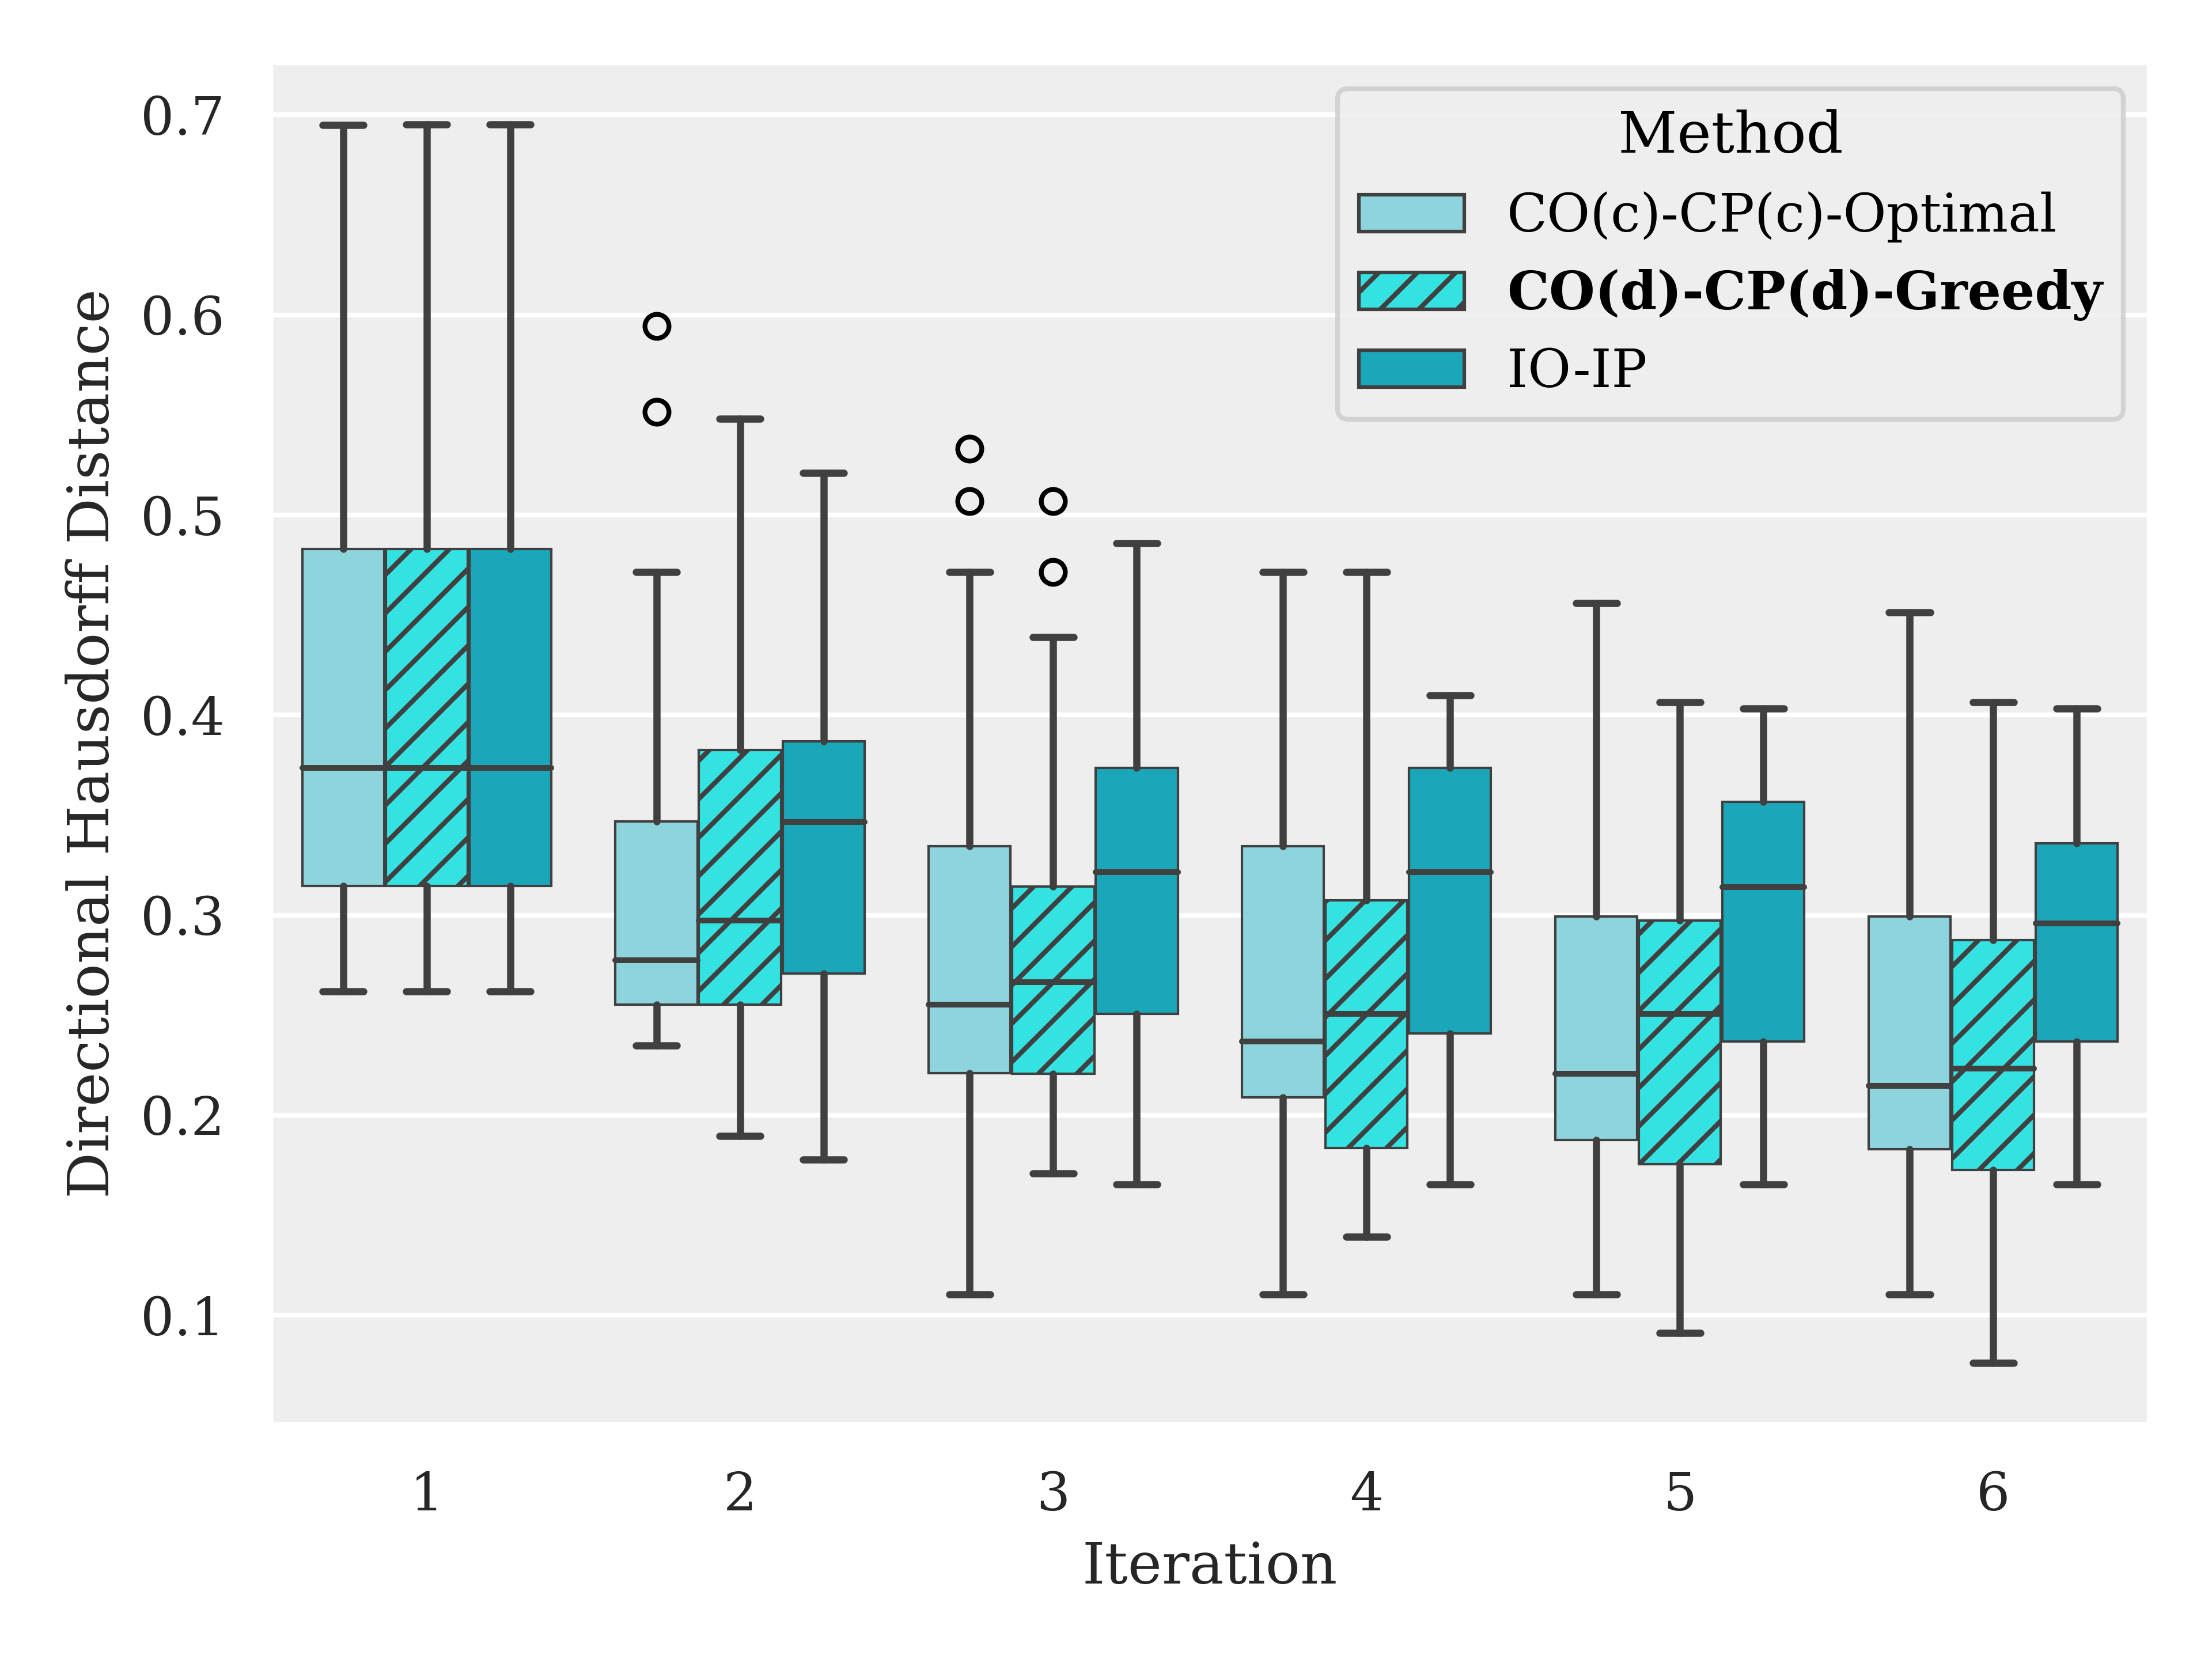 Directional Hausdorff Distance
0.7
0.6
0.5
0.4
0.3
0.2
0.1
Method
CO(c)-CP(c)-Optimal
CO(d)-CP(d)-Greedy
IO-IP
1 2 3 4 5 6
Iteration